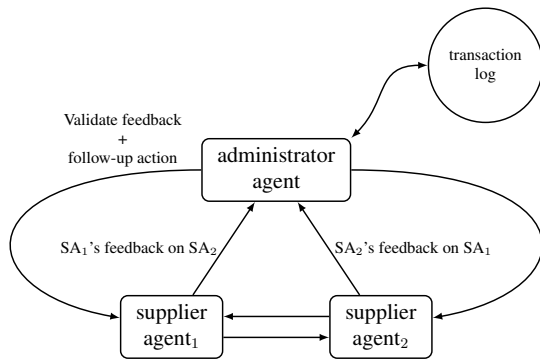 transaction
log
Validate feedback
+
follow-up action
administrator
agent
SA₁'s feedback on SA₂
SA₂'s feedback on SA₁
supplier
agent₁
supplier
agent₂